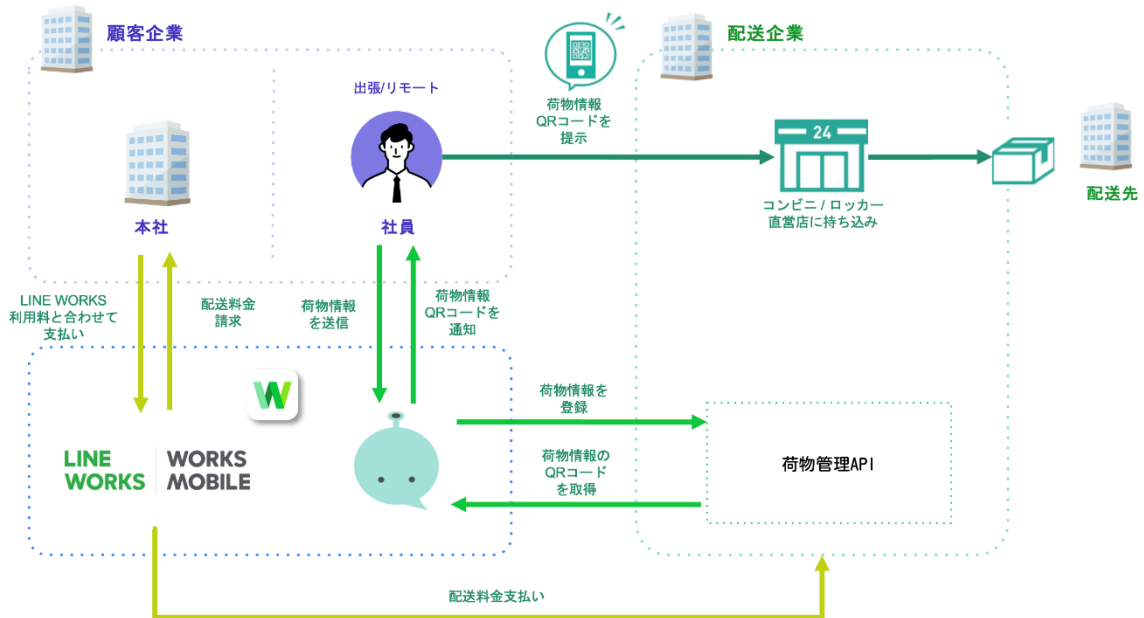 顧客企業
配送企業
出張/リモート
荷物情報
QRコードを
提示
24
コンビニ / ロッカー
直営店に持ち込み
配送先
本社
社員
LINE WORKS
利用料と合わせて
支払い
配送料金
請求
荷物情報
を送信
荷物情報
QRコードを
通知
W
LINE
WORKS
WORKS
MOBILE
荷物情報を
登録
荷物情報の
QRコード
を取得
荷物管理API
配送料金支払い